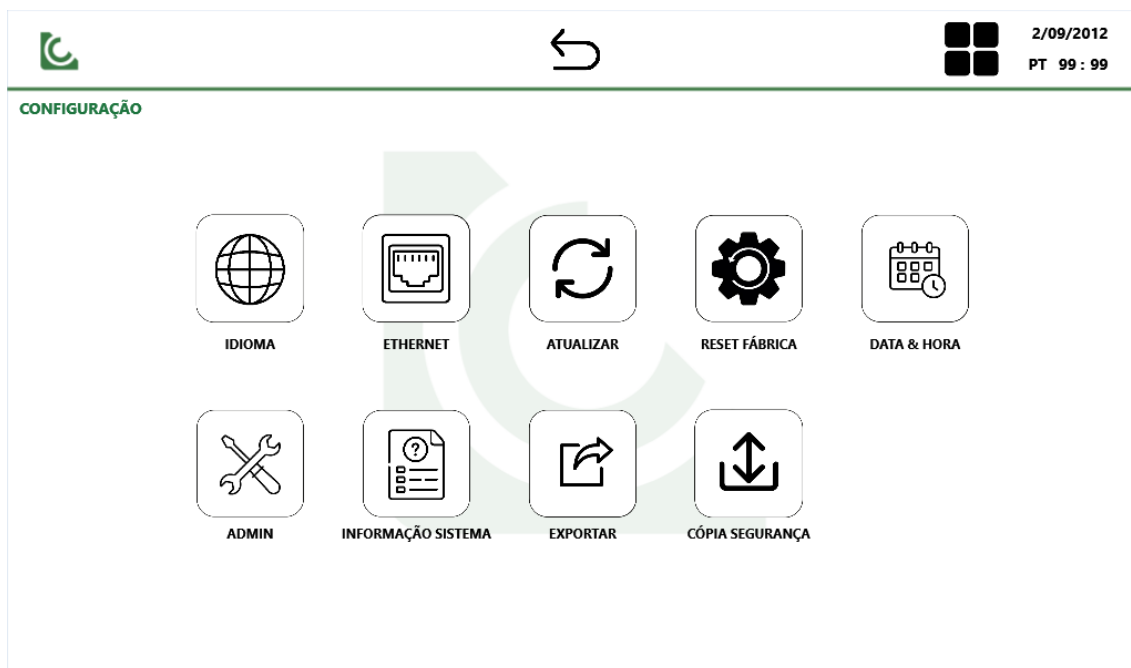 2/09/2012
PT 99 : 99
CONFIGURAÇÃO
IDIOMA
ETHERNET
ATUALIZAR
RESET FÁBRICA
DATA & HORA
?
ADMIN
INFORMAÇÃO SISTEMA
EXPORTAR
CÓPIA SEGURANÇA